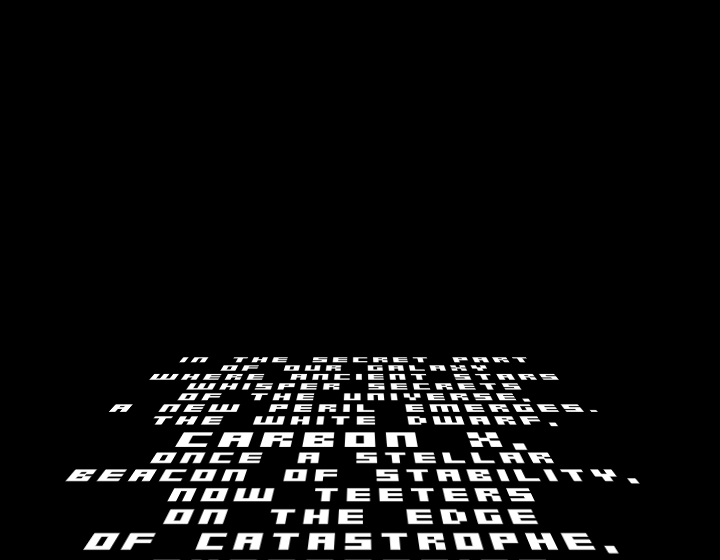 IN THE SECRET PART
OF OUR GALAXY
WHERE ANCIENT STARS
WHISPER SECRETS
OF THE UNIVERSE.
A NEW PERIL EMERGES.
THE WHITE DWARF.
CARBON X.
ONCE A STELLAR
BEACON OF STABILITY.
NOW TEETERS
ON THE EDGE
OF CATASTROPHE.